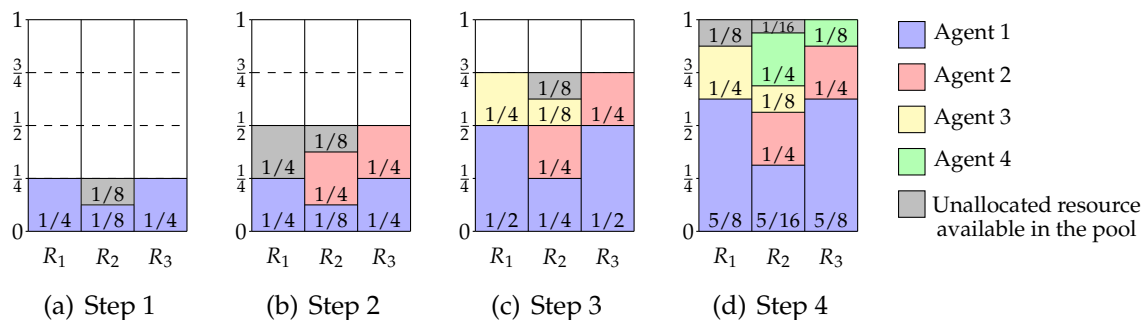 1
3/4
1/2
1/4
0
1/8
1/4 1/8 1/4
R1 R2 R3
(a) Step 1
1
3/4
1/2
1/4
0
1/8
1/4 1/4 1/4
1/4 1/8 1/4
R1 R2 R3
(b) Step 2
1
3/4
1/2
1/4
0
1/8
1/4 1/8 1/4
1/4
1/2 1/4 1/2
R1 R2 R3
(c) Step 3
1
3/4
1/2
1/4
0
1/8 1/16 1/8
1/4 1/4 1/4
1/8
1/4
5/8 5/16 5/8
R1 R2 R3
(d) Step 4
Agent 1
Agent 2
Agent 3
Agent 4
Unallocated resource
available in the pool